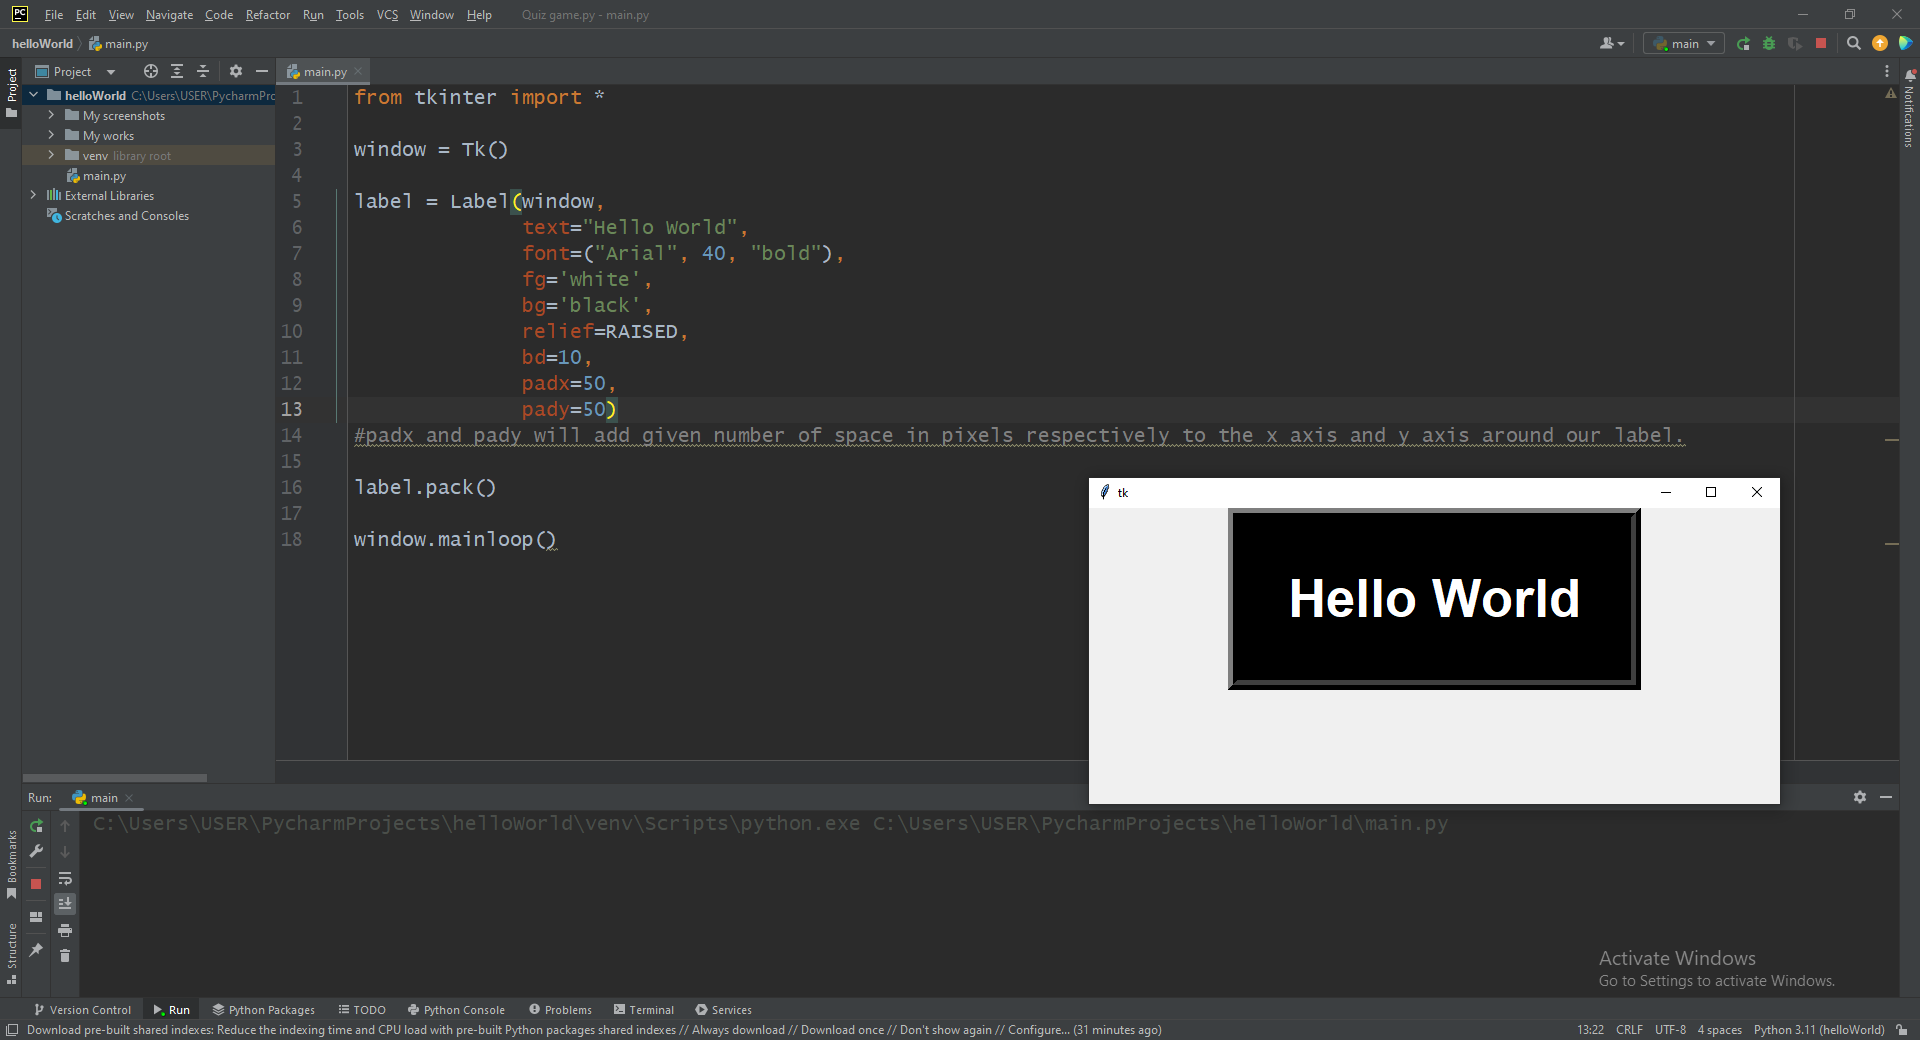 PC File Edit View Navigate Code Refactor Run Tools VCS Window Help Quiz game.py - main.py
helloWorld main.py main
Project main.py
Project
helloWorld C:\Users\USER\PycharmPrc
My screenshots
My works
venv library root
main.py
External Libraries
Scratches and Consoles
Notifications
1 from tkinter import *
2
3 window = Tk()
4
5 label = Label(window,
6 text="Hello World",
7 font=("Arial", 40, "bold"),
8 fg='white',
9 bg='black',
10 relief=RAISED,
11 bd=10,
12 padx=50,
13 pady=50)
14 #padx and pady will add given number of space in pixels respectively to the x axis and y axis around our label.
15
16 label.pack()
17
18 window.mainloop()
tk
Hello World
Run: main
C:\Users\USER\PycharmProjects\helloWorld\venv\Scripts\python.exe C:\Users\USER\PycharmProjects\helloWorld\main.py
Bookmarks
Structure
Activate Windows
Go to Settings to activate Windows.
Version Control Run Python Packages TODO Python Console Problems Terminal Services
Download pre-built shared indexes: Reduce the indexing time and CPU load with pre-built Python packages shared indexes // Always download // Download once // Don't show again // Configure... (31 minutes ago) 13:22 CRLF UTF-8 4 spaces Python 3.11 (helloWorld)